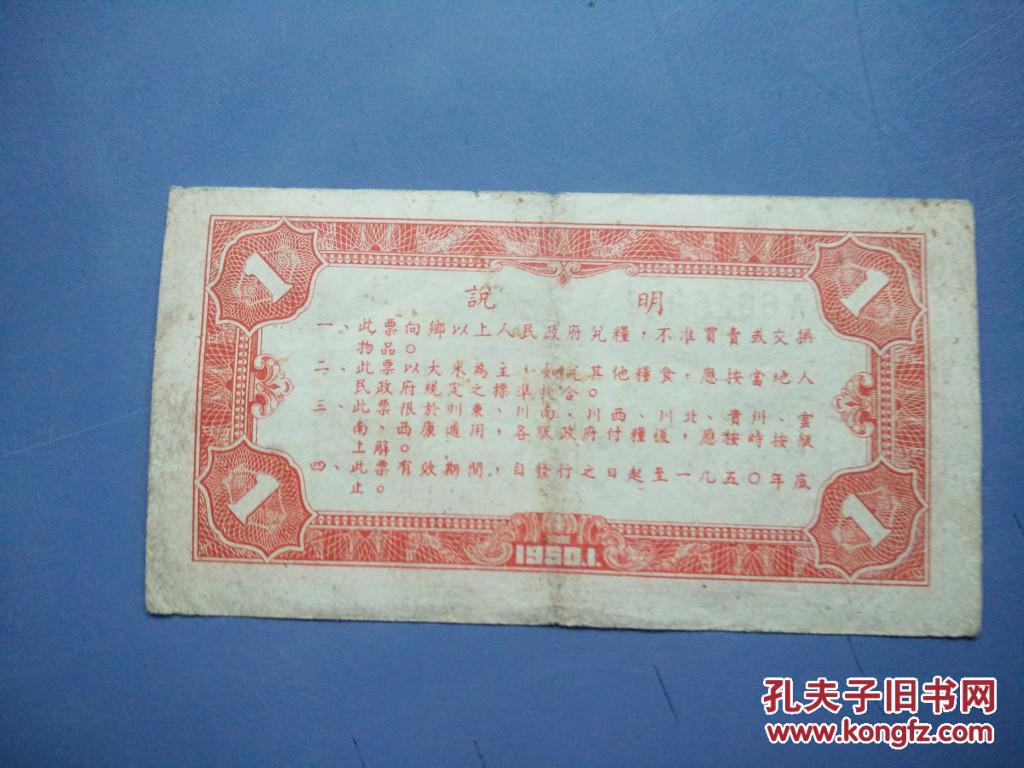 1 1
說 明
一、此票向鄉以上人民政府兌糧，不准買賣或交換
物品。
二、此票以大米為主，如兌其他糧食，應按當地人
民政府規定之標準折合。
三、此票限於川東、川南、川西、川北、貴州、雲
南、西康通用，各級政府付糧後，應按時按級
上解。
四、此票有效期間，自發行之日起至一九五〇年底
止。
1 1
1950.1.
孔夫子旧书网
www.kongfz.com